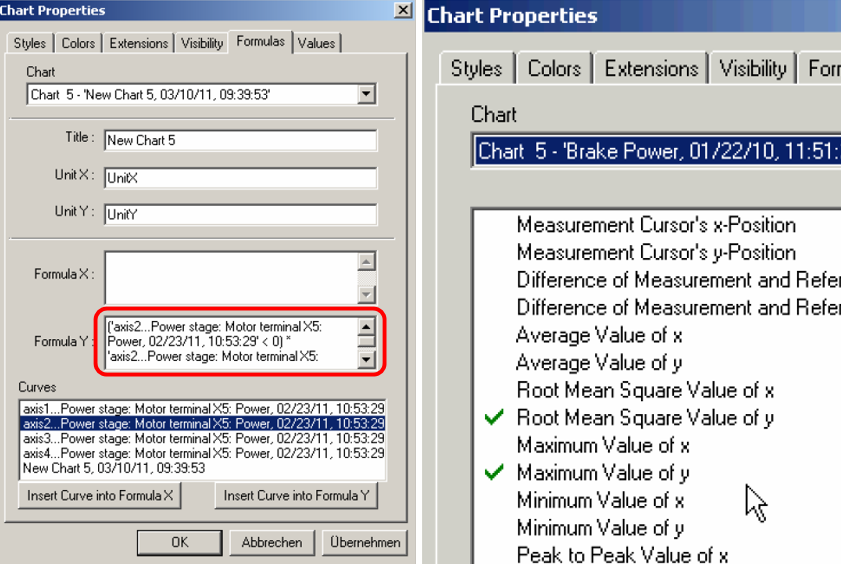 Chart Properties
Styles Colors Extensions Visibility Formulas Values
Chart
Chart 5 - 'New Chart 5, 03/10/11, 09:39:53'
Title : New Chart 5
Unit X : UnitX
Unit Y : UnitY
Formula X :
Formula Y :
('axis2...Power stage: Motor terminal X5:
Power, 02/23/11, 10:53:29' < 0) *
'axis2...Power stage: Motor terminal X5:
Curves
axis1...Power stage: Motor terminal X5: Power, 02/23/11, 10:53:29
axis2...Power stage: Motor terminal X5: Power, 02/23/11, 10:53:29
axis3...Power stage: Motor terminal X5: Power, 02/23/11, 10:53:29
axis4...Power stage: Motor terminal X5: Power, 02/23/11, 10:53:29
New Chart 5, 03/10/11, 09:39:53
Insert Curve into Formula X Insert Curve into Formula Y
OK Abbrechen Übernehmen
Chart Properties
Styles Colors Extensions Visibility Forr
Chart
Chart 5 - 'Brake Power, 01/22/10, 11:51:
Measurement Cursor's x-Position
Measurement Cursor's y-Position
Difference of Measurement and Refer
Difference of Measurement and Refer
Average Value of x
Average Value of y
Root Mean Square Value of x
Root Mean Square Value of y
Maximum Value of x
Maximum Value of y
Minimum Value of x
Minimum Value of y
Peak to Peak Value of x